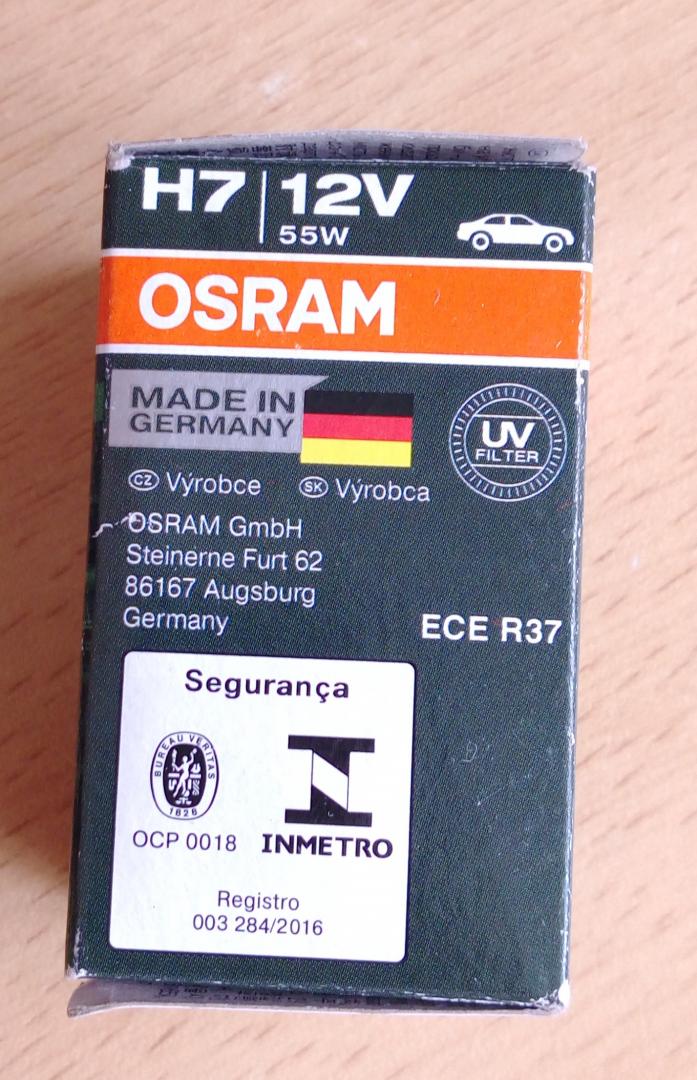 H7 12V
55W
OSRAM
MADE IN
GERMANY
UV
FILTER
CZ Výrobce SK Výrobca
OSRAM GmbH
Steinerne Furt 62
86167 Augsburg
Germany
ECE R37
Segurança
BUREAU VERITAS
1828
OCP 0018
INMETRO
Registro
003 284/2016